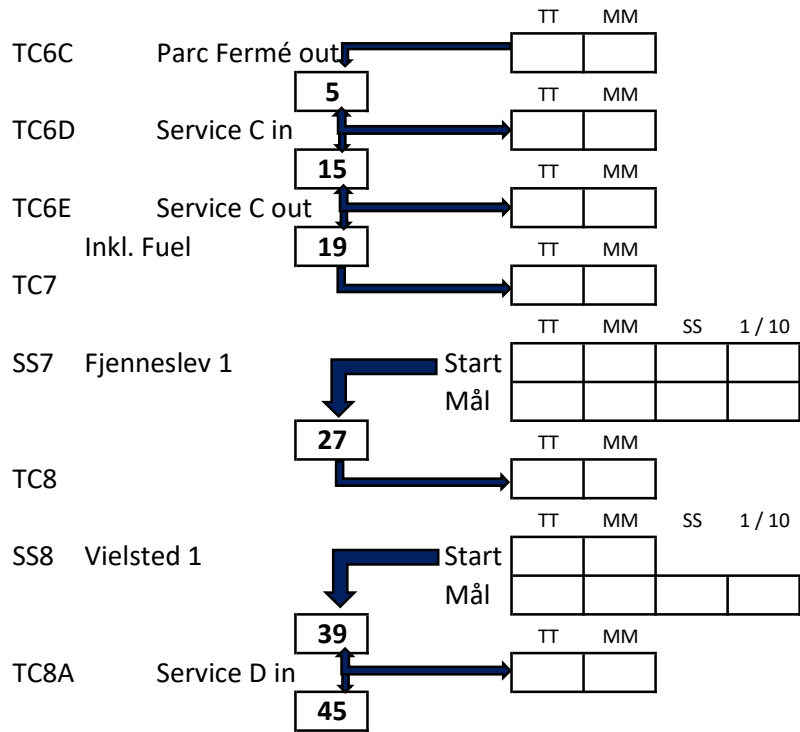 TT MM
TC6C Parc Fermé out
5
TT MM
TC6D Service C in
15
TT MM
TC6E Service C out
Inkl. Fuel 19
TT MM
TC7
TT MM SS 1 / 10
SS7 Fjenneslev 1 Start
Mål
27
TT MM
TC8
TT MM SS 1 / 10
SS8 Vielsted 1 Start
Mål
39
TT MM
TC8A Service D in
45